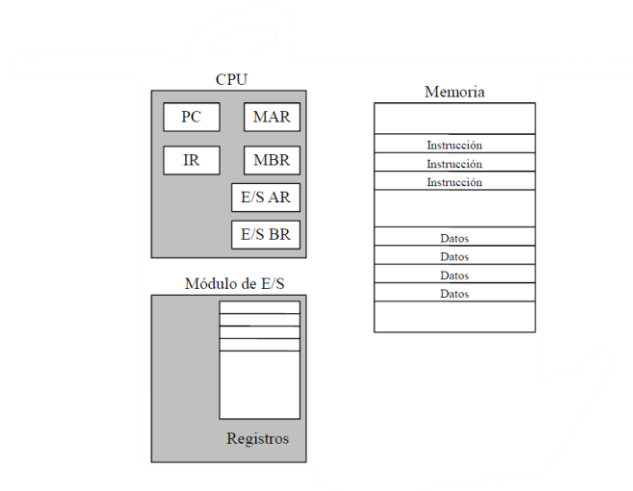 CPU
PC
MAR
IR
MBR
E/S AR
E/S BR
Módulo de E/S
Registros
Memoria
Instrucción
Instrucción
Instrucción
Datos
Datos
Datos
Datos